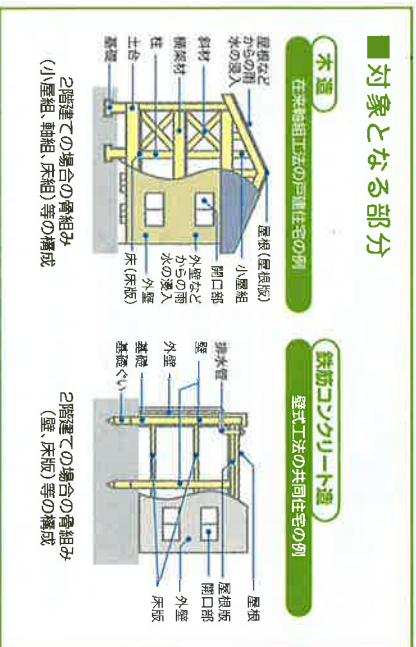 ■対象となる部分
木造
在来軸組工法の戸建住宅の例
屋根など
からの雨
水の浸入
斜材
横架材
柱
土台
基礎
屋根(屋根版)
小屋組
開口部
外壁など
からの雨
水の浸入
外壁
床(床版)
2階建ての場合の骨組み
(小屋組、軸組、床組)等の構成
鉄筋コンクリート造
壁式工法の共同住宅の例
排水管
壁
外壁
基礎
基礎ぐい
屋根
屋根版
開口部
外壁
床版
2階建ての場合の骨組み
(壁、床版)等の構成